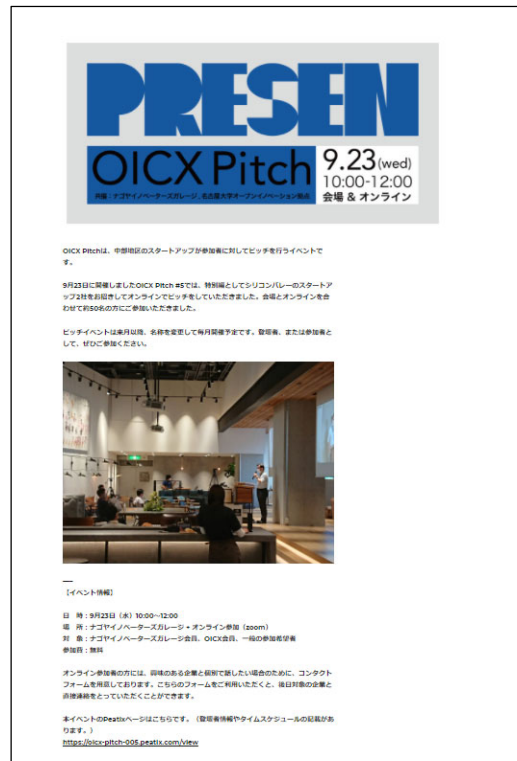 PRESEN
OICX Pitch
共催：ナゴヤイノベーターズガレージ、名古屋大学オープンイノベーション拠点
9.23(wed)
10:00-12:00
会場 & オンライン
OICX Pitchは、中部地区のスタートアップが参加者に対してピッチを行うイベントで
す。
9月23日に開催しましたOICX Pitch #5では、特別編としてシリコンバレーのスタートア
ップ2社をお招きしてオンラインでピッチをしていただきました。会場とオンラインを合
わせて約50名の方にご参加いただきました。
ピッチイベントは来月以降、名称を変更して毎月開催予定です。登壇者、または参加者と
して、ぜひご参加ください。
【イベント情報】
日　時：9月23日（水）10:00〜12:00
場　所：ナゴヤイノベーターズガレージ + オンライン参加（zoom）
対　象：ナゴヤイノベーターズガレージ会員、OICX会員、一般の参加希望者
参加費：無料
オンライン参加者の方には、興味のある企業と個別で話したい場合のために、コンタクト
フォームを用意しております。こちらのフォームをご利用いただくと、後日対象の企業と
直接連絡をとっていただくことができます。
本イベントのPeatixページはこちらです。（登壇者情報やタイムスケジュールの記載があ
ります。）
https://oicx-pitch-005.peatix.com/view